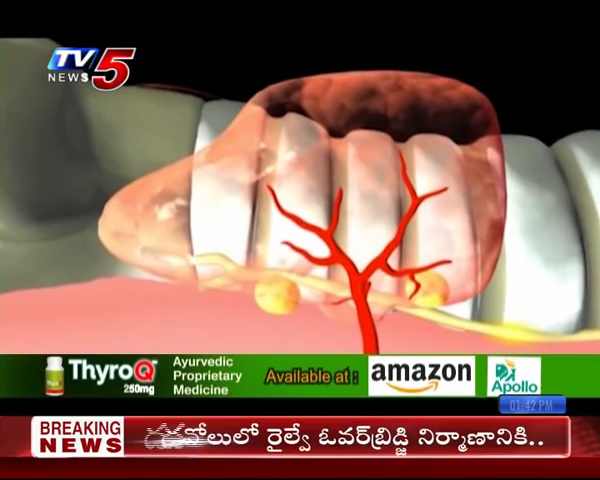 TV5
NEWS
ThyroQ
250mg
Ayurvedic
Proprietary
Medicine
Available at :
amazon
Apollo
01:42 PM
BREAKING
NEWS
రైల్వే ఓవర్‌బ్రిడ్జి నిర్మాణానికి..